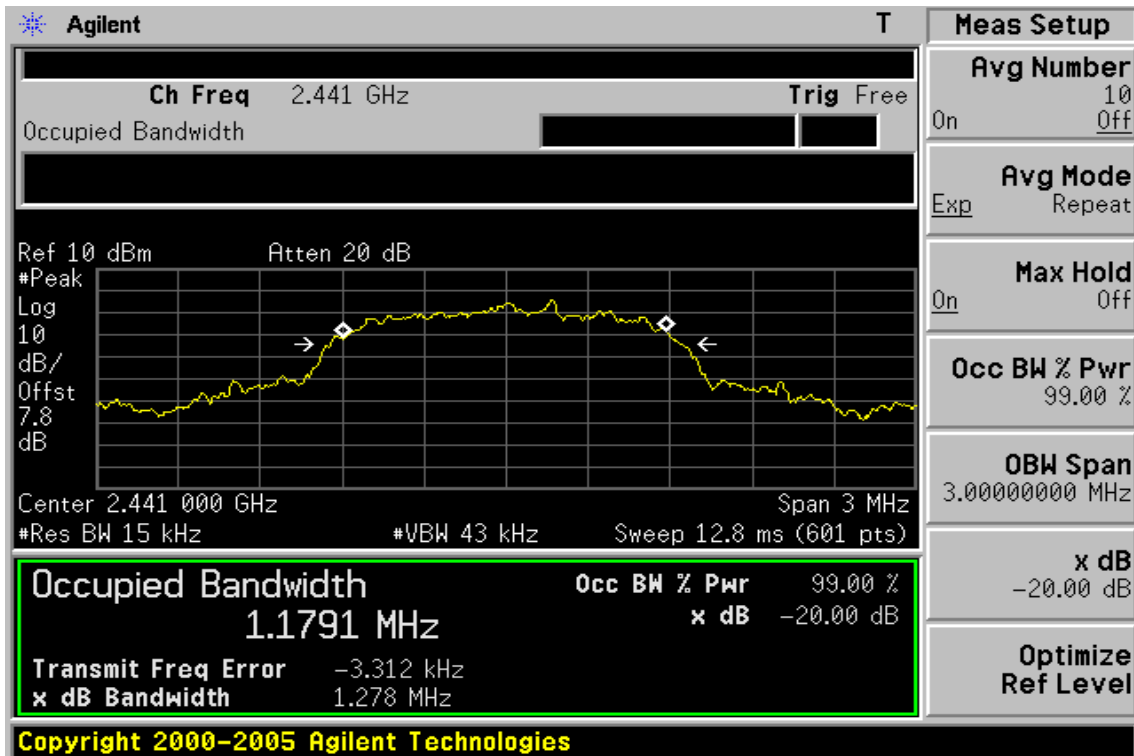 Agilent T
Ch Freq 2.441 GHz Trig Free
Occupied Bandwidth
Ref 10 dBm Atten 20 dB
#Peak
Log
10
dB/
Offst
7.8
dB
Center 2.441 000 GHz Span 3 MHz
#Res BW 15 kHz #VBW 43 kHz Sweep 12.8 ms (601 pts)
Occupied Bandwidth Occ BW % Pwr 99.00 %
1.1791 MHz x dB -20.00 dB
Transmit Freq Error -3.312 kHz
x dB Bandwidth 1.278 MHz
Copyright 2000-2005 Agilent Technologies
Meas Setup
Avg Number
10
On Off
Avg Mode
Exp Repeat
Max Hold
On Off
Occ BW % Pwr
99.00 %
OBW Span
3.00000000 MHz
x dB
-20.00 dB
Optimize
Ref Level